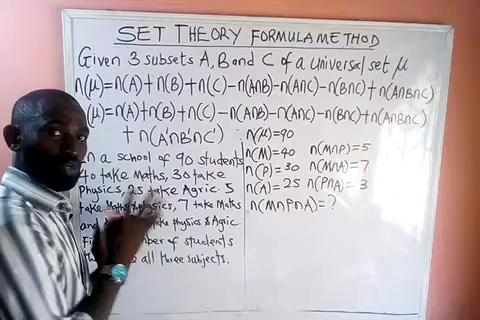 SET THEORY FORMULA METHOD
Given 3 subsets A, B and C of a universal set μ
n(μ)=n(A)+n(B)+n(C)-n(A∩B)-n(A∩C)-n(B∩C)+n(A∩B∩C)
n(μ)=n(A)+n(B)+n(C)-n(A∩B)-n(A∩C)-n(B∩C)+n(A∩B∩C)
+n(A'∩B'∩C')
In a school of 90 students
40 take Maths, 30 take
Physics, 25 take Agric. 5
take Maths & Physics, 7 take Maths
and take Physics & Agric
number of students
all three subjects.
n(μ)=90
n(M)=40 n(M∩P)=5
n(P)=30 n(M∩A)=7
n(A)=25 n(P∩A)=3
n(M∩P∩A)=?